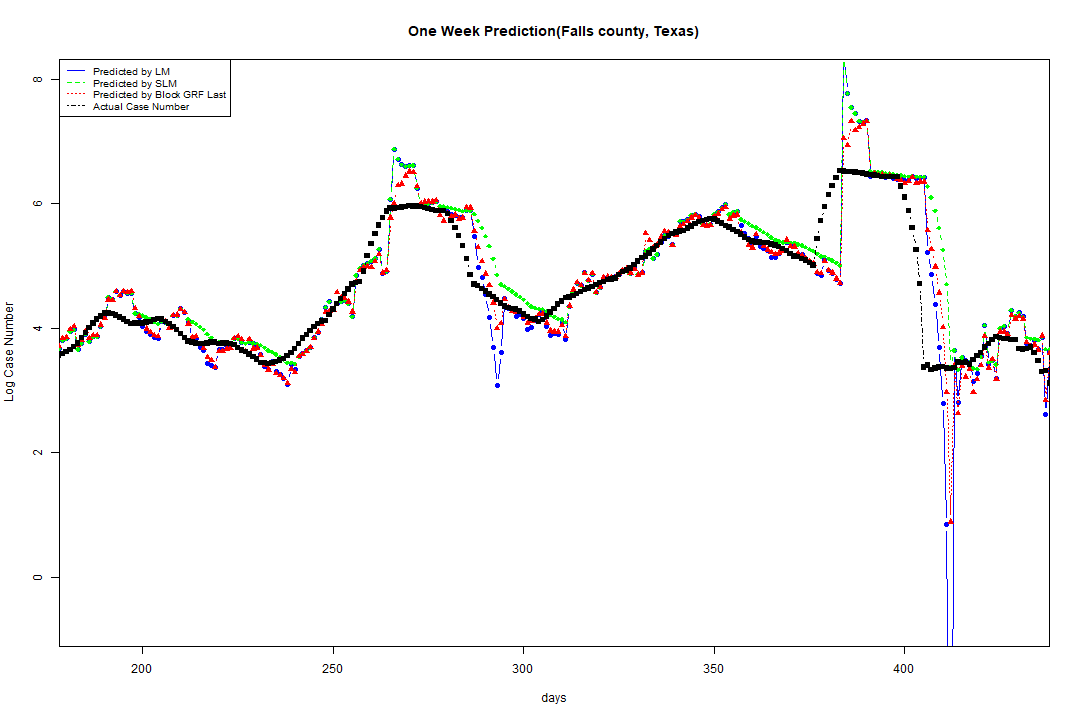 One Week Prediction(Falls county, Texas)
Predicted by LM
Predicted by SLM
Predicted by Block GRF Last
Actual Case Number
Log Case Number
8
6
4
2
0
200
250
300
350
400
days